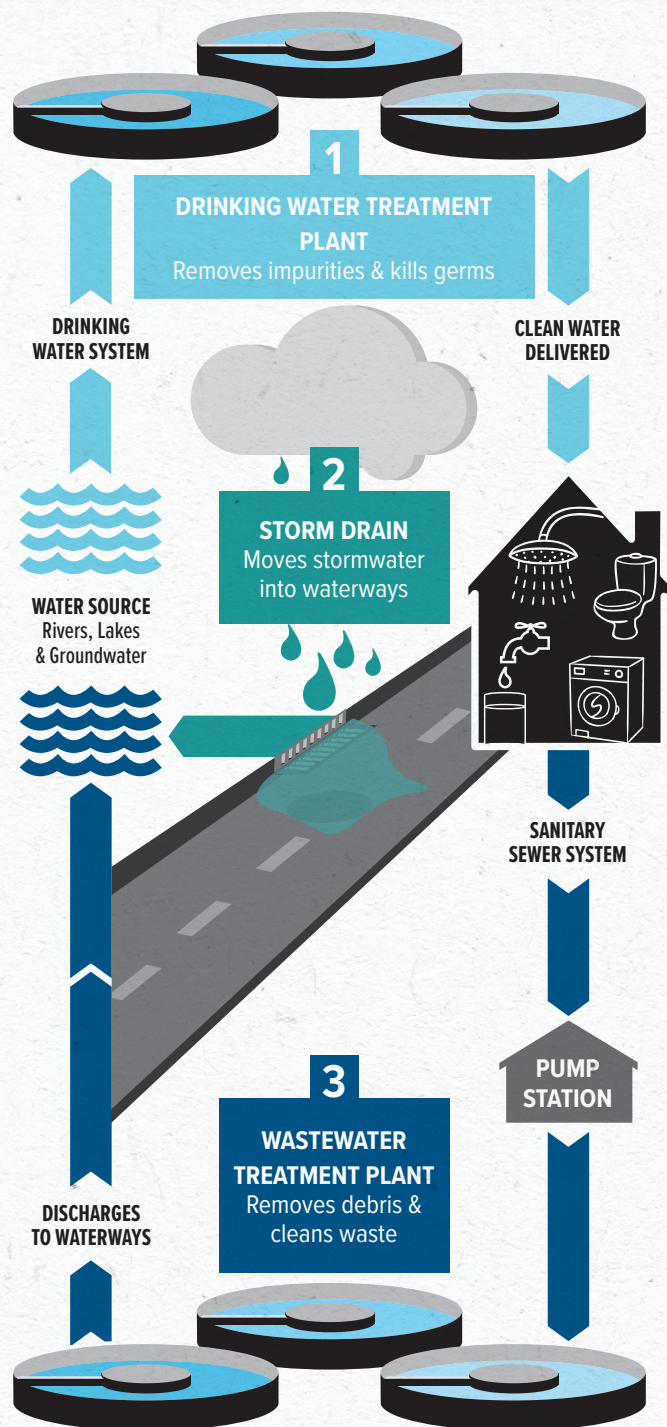 1
DRINKING WATER TREATMENT
PLANT
Removes impurities & kills germs
DRINKING
WATER SYSTEM
CLEAN WATER
DELIVERED
2
STORM DRAIN
Moves stormwater
into waterways
WATER SOURCE
Rivers, Lakes
& Groundwater
SANITARY
SEWER SYSTEM
PUMP
STATION
3
WASTEWATER
TREATMENT PLANT
Removes debris &
cleans waste
DISCHARGES
TO WATERWAYS